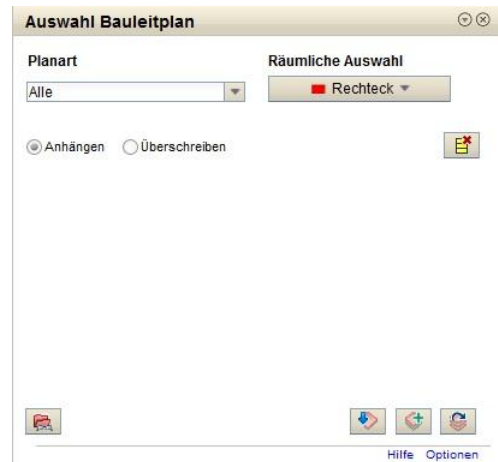 Auswahl Bauleitplan
Planart
Räumliche Auswahl
Alle
Rechteck
Anhängen
Überschreiben
Hilfe
Optionen